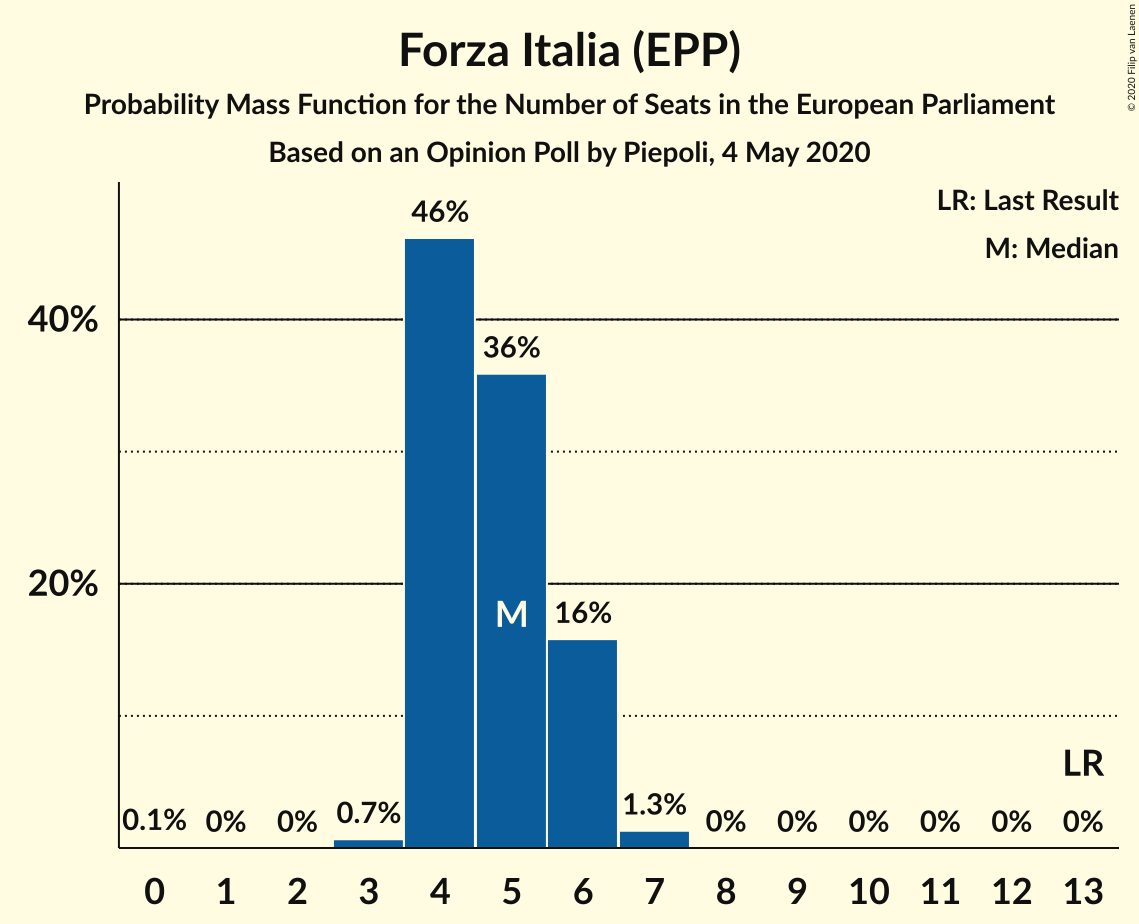 Forza Italia (EPP)
Probability Mass Function for the Number of Seats in the European Parliament
Based on an Opinion Poll by Piepoli, 4 May 2020
© 2020 Filip van Laenen
LR: Last Result
M: Median
46%
40%
36%
20%
M
16%
LR
0.1%
0%
0%
0.7%
1.3%
0%
0%
0%
0%
0%
0%
0 1 2 3 4 5 6 7 8 9 10 11 12 13